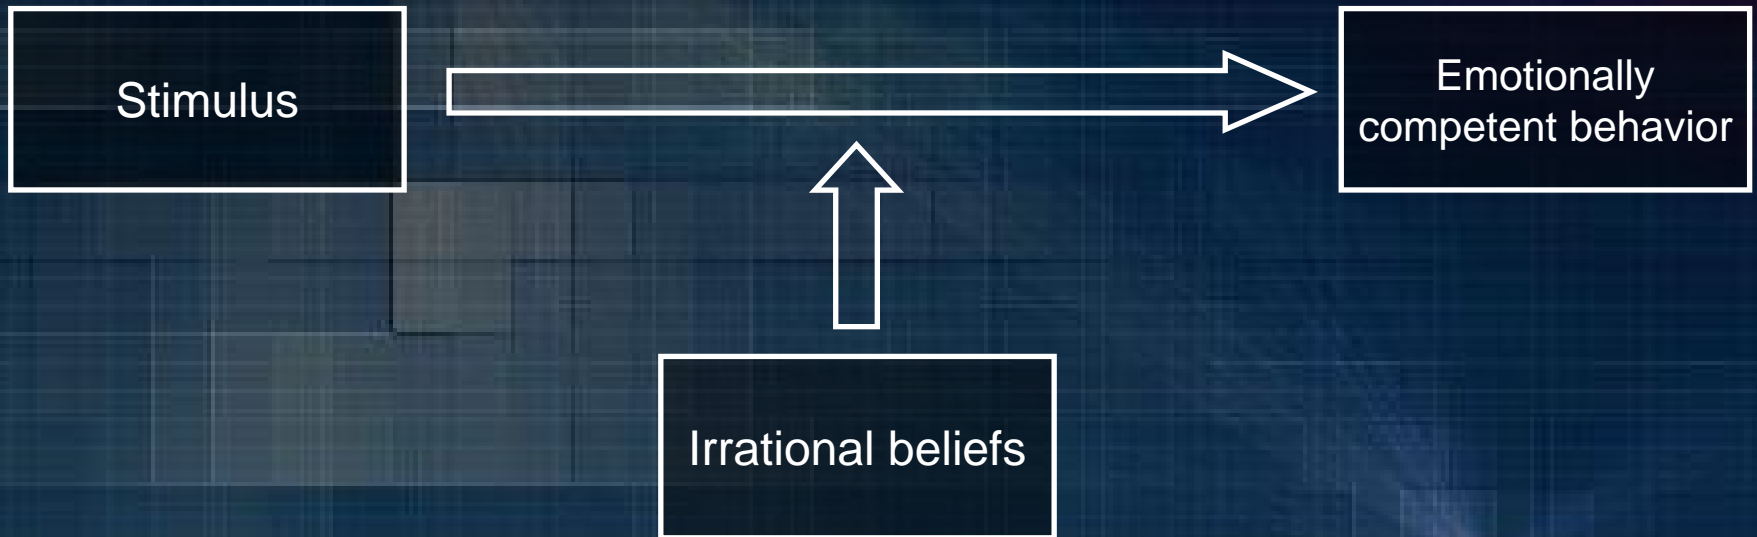 Stimulus
Emotionally
competent behavior
Irrational beliefs